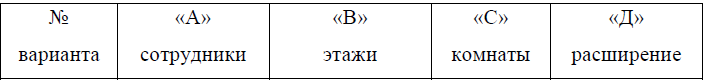 № «А» «В» «С» «Д»
варианта сотрудники этажи комнаты расширение